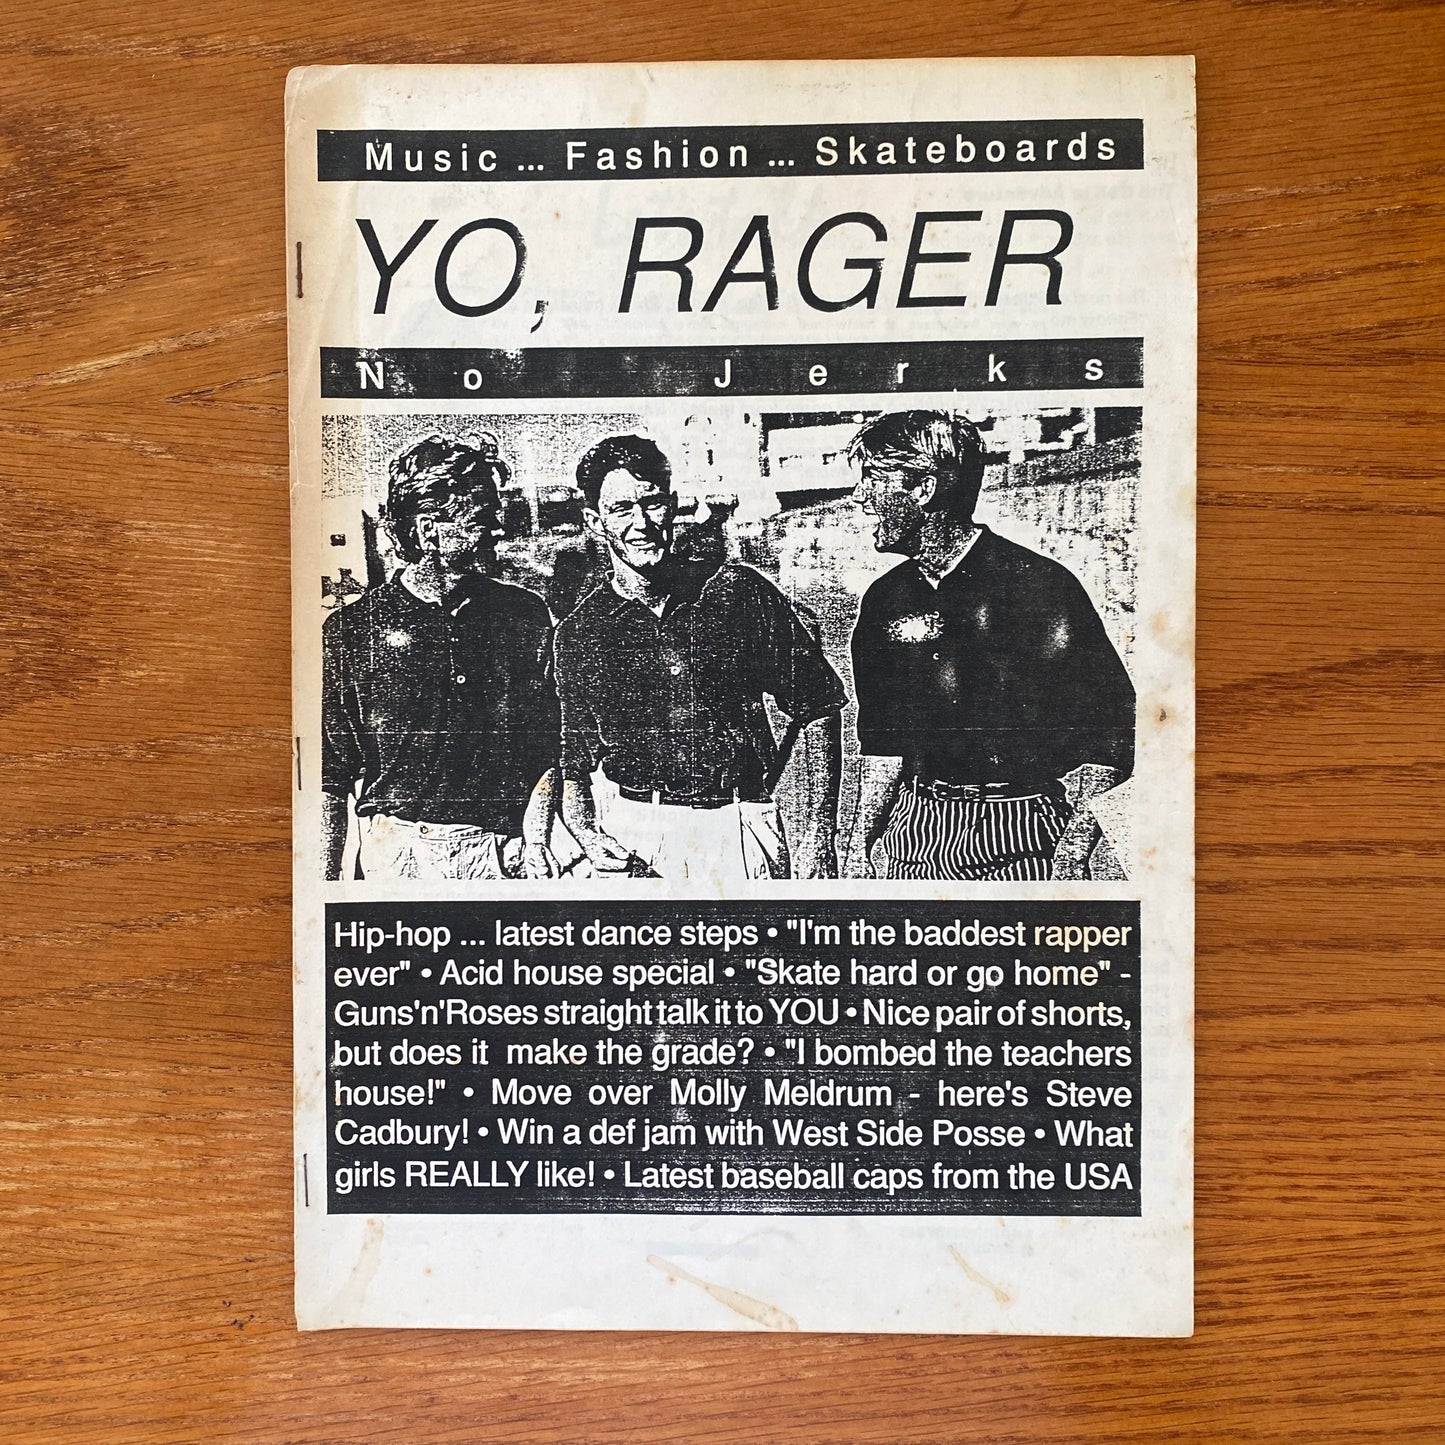 Music ... Fashion ... Skateboards
YO, RAGER
No Jerks
Hip-hop ... latest dance steps • "I'm the baddest rapper
ever" • Acid house special • "Skate hard or go home" -
Guns'n'Roses straight talk it to YOU • Nice pair of shorts,
but does it make the grade? • "I bombed the teachers
house!" • Move over Molly Meldrum - here's Steve
Cadbury! • Win a def jam with West Side Posse • What
girls REALLY like! • Latest baseball caps from the USA